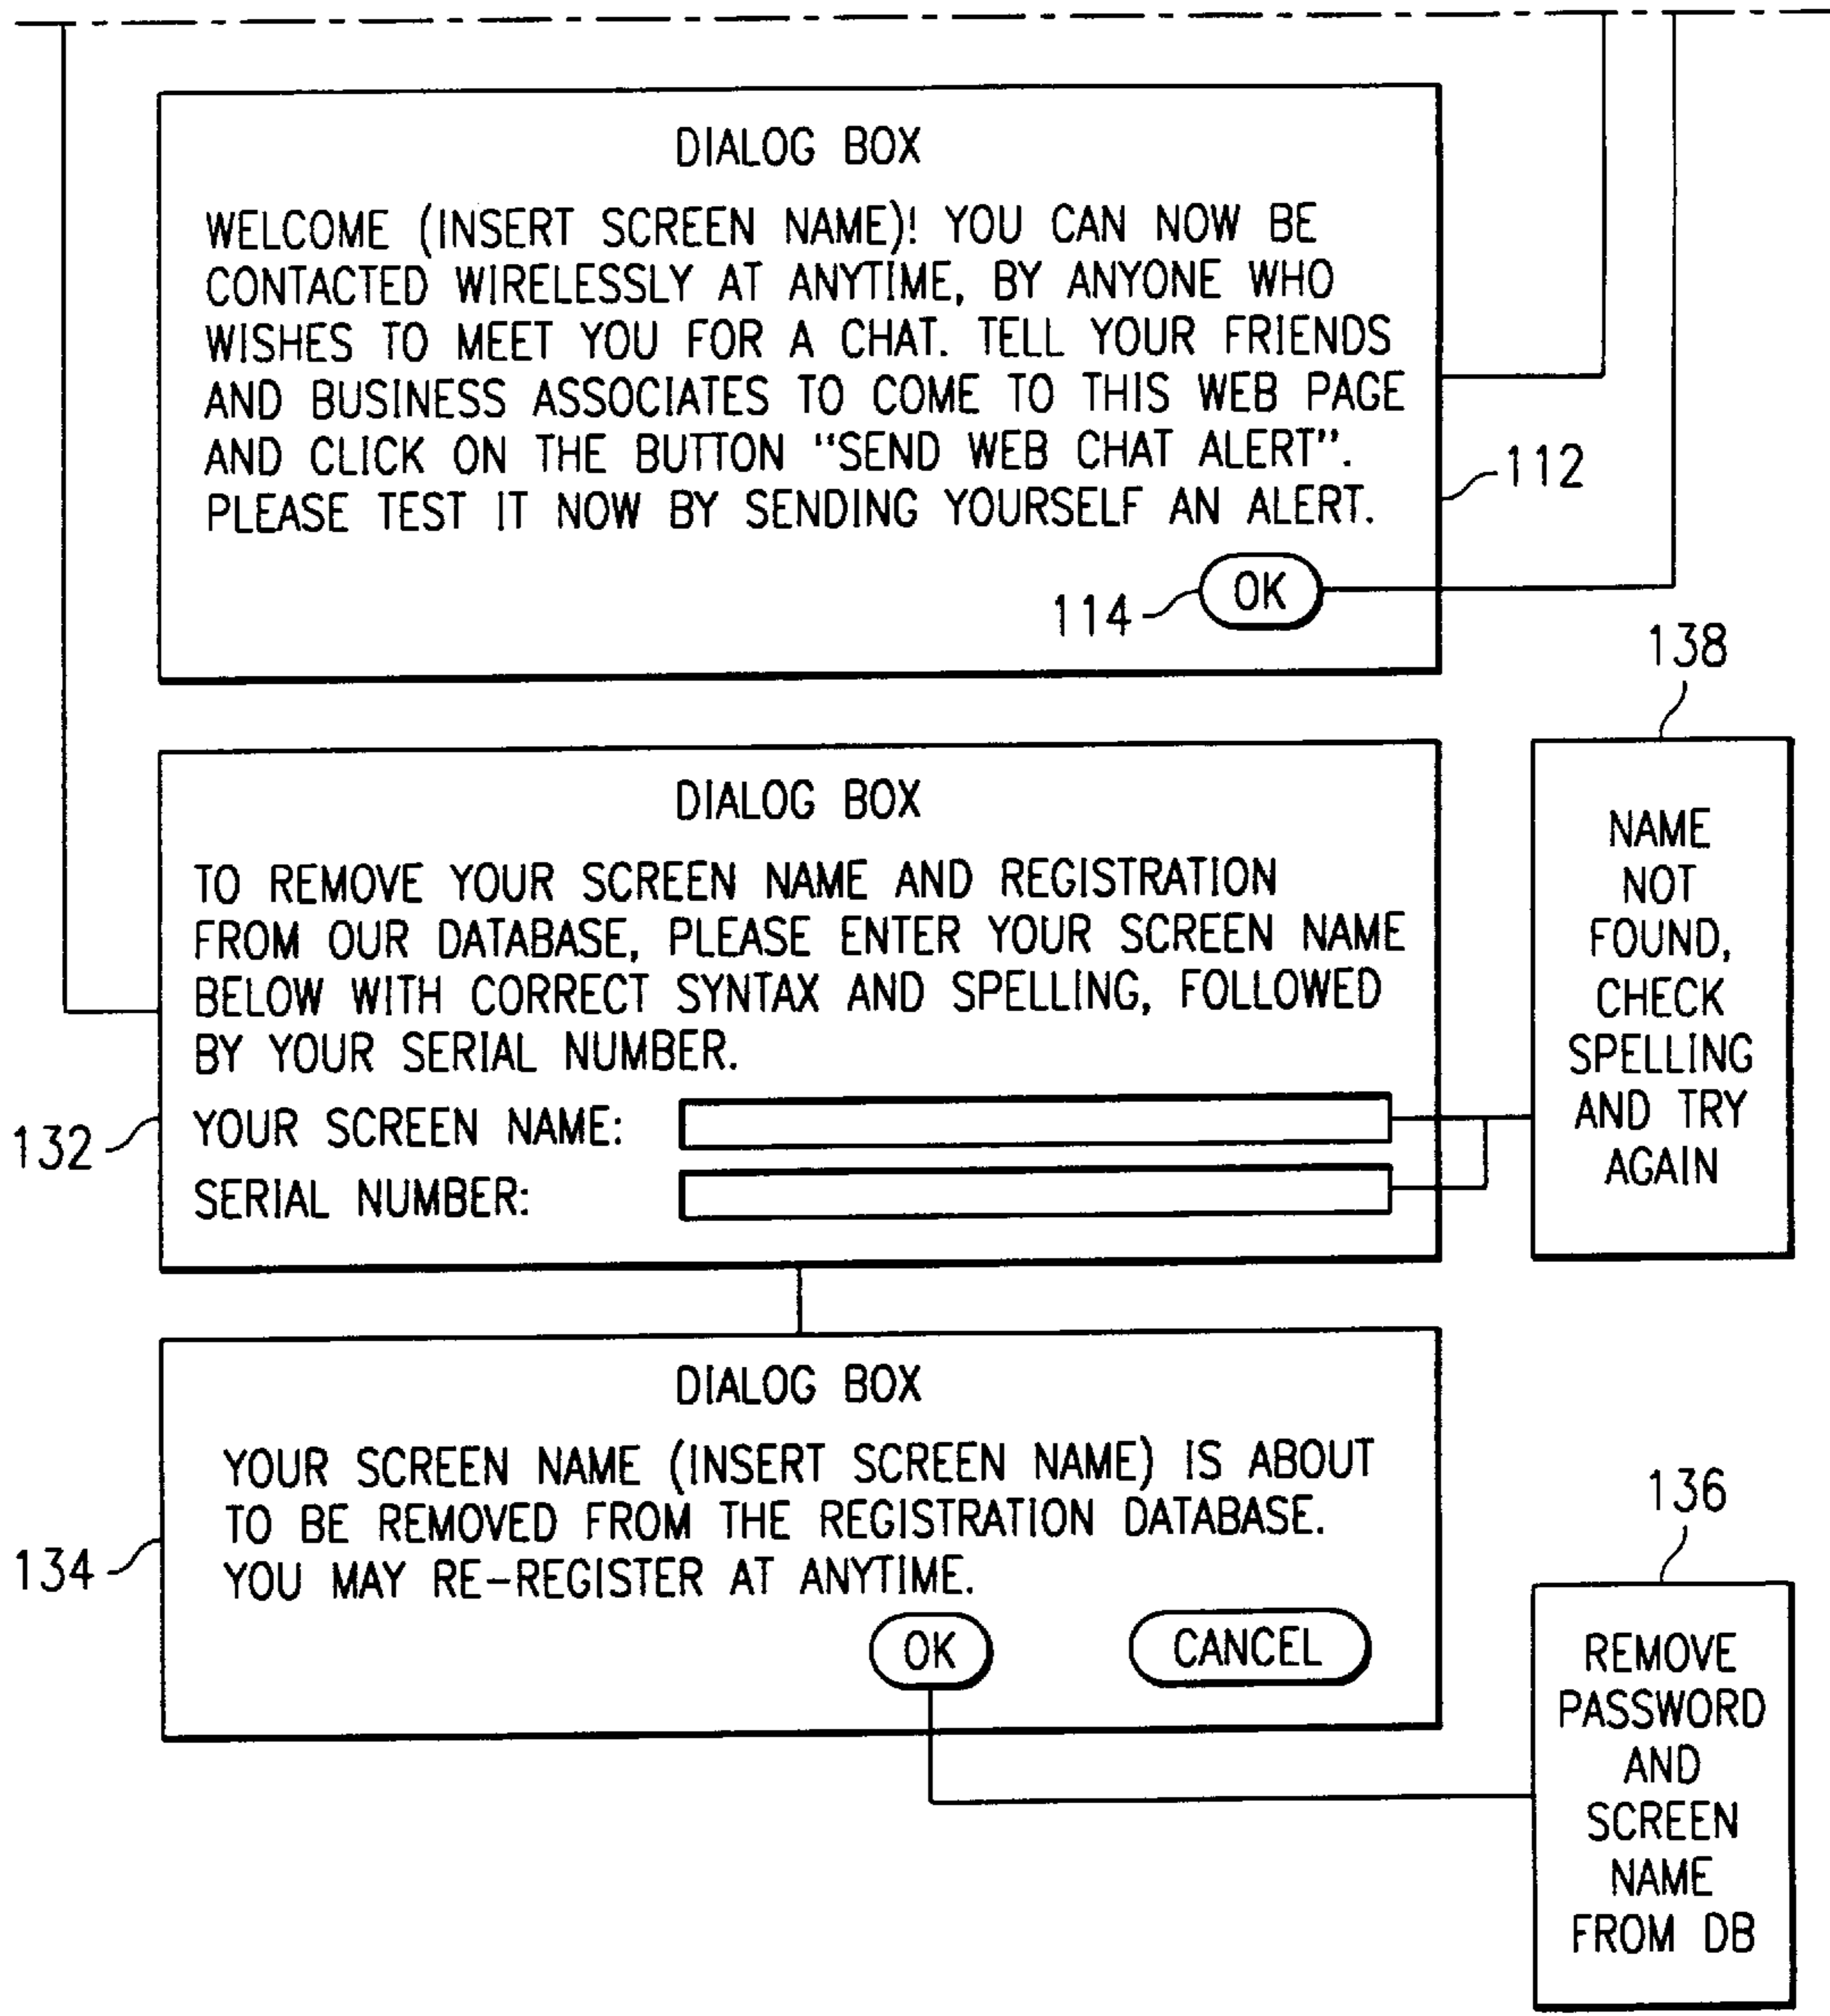 DIALOG BOX
WELCOME (INSERT SCREEN NAME)! YOU CAN NOW BE
CONTACTED WIRELESSLY AT ANYTIME, BY ANYONE WHO
WISHES TO MEET YOU FOR A CHAT. TELL YOUR FRIENDS
AND BUSINESS ASSOCIATES TO COME TO THIS WEB PAGE
AND CLICK ON THE BUTTON "SEND WEB CHAT ALERT".
PLEASE TEST IT NOW BY SENDING YOURSELF AN ALERT.
112
OK
114
138
DIALOG BOX
TO REMOVE YOUR SCREEN NAME AND REGISTRATION
FROM OUR DATABASE, PLEASE ENTER YOUR SCREEN NAME
BELOW WITH CORRECT SYNTAX AND SPELLING, FOLLOWED
BY YOUR SERIAL NUMBER.
YOUR SCREEN NAME:
SERIAL NUMBER:
132
NAME
NOT
FOUND,
CHECK
SPELLING
AND TRY
AGAIN
DIALOG BOX
YOUR SCREEN NAME (INSERT SCREEN NAME) IS ABOUT
TO BE REMOVED FROM THE REGISTRATION DATABASE.
YOU MAY RE-REGISTER AT ANYTIME.
134
OK
CANCEL
136
REMOVE
PASSWORD
AND
SCREEN
NAME
FROM DB